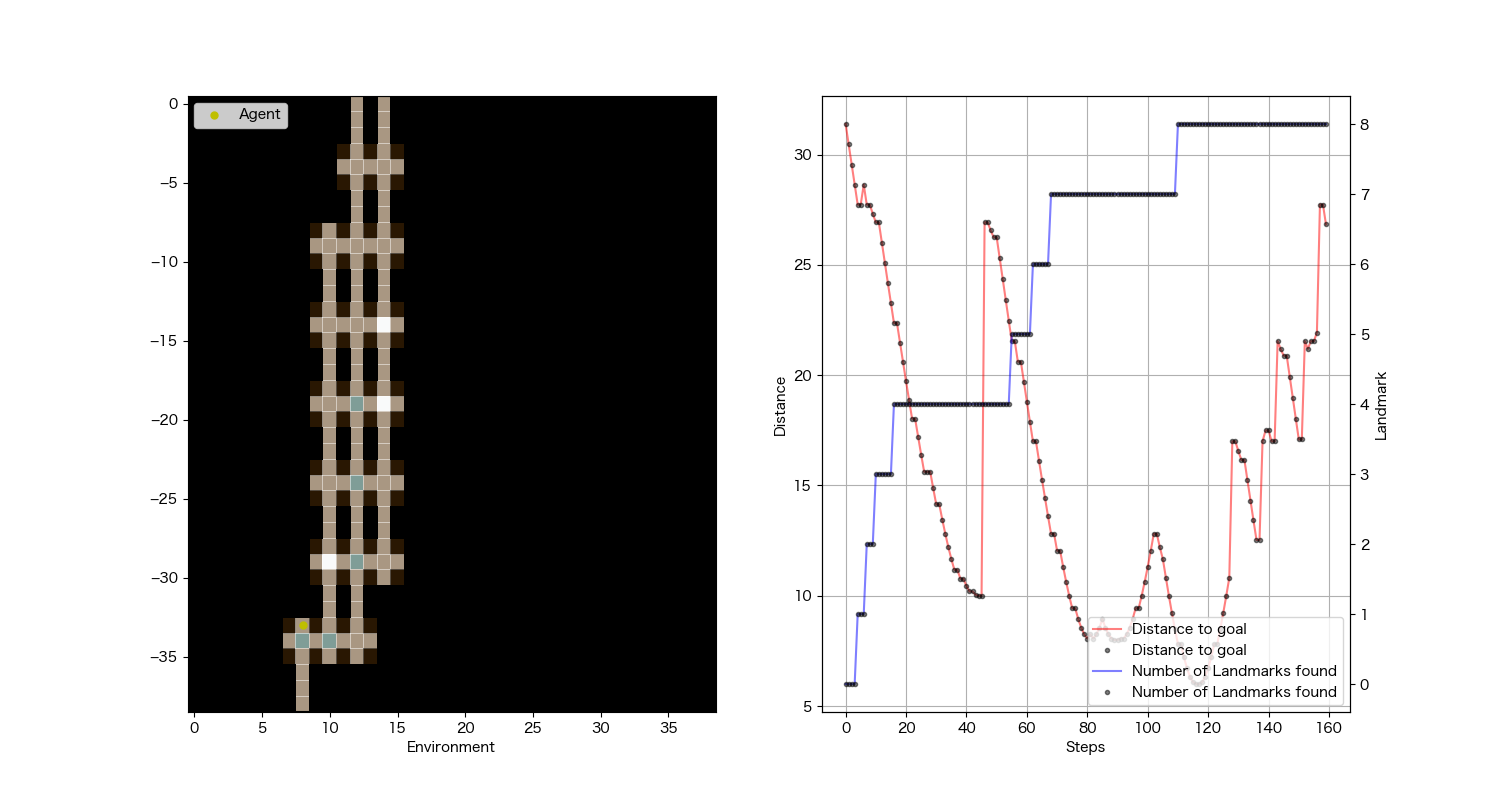 Agent
0
−5
−10
−15
−20
−25
−30
−35
0 5 10 15 20 25 30 35
Environment
30
25
20
15
10
5
Distance
8
7
6
5
4
3
2
1
0
Landmark
Distance to goal
Distance to goal
Number of Landmarks found
Number of Landmarks found
0 20 40 60 80 100 120 140 160
Steps